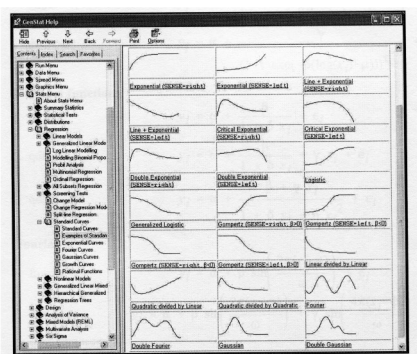 GenStat Help
Hide Previous Next Back Forward Print Options
Contents Index Search Favorites
Run Menu
Data Menu
Spread Menu
Graphics Menu
Stats Menu
About Stats Menu
Summary Statistics
Statistical Tests
Distributions
Regression
Linear Models
Generalized Linear Mode
Log Linear Modelling
Modelling Binomial Propo
Probit Analysis
Multinomial Regression
Ordinal Regression
All Subsets Regression
Screening Tests
Change Model
Change Regression Mode
Split-line Regression
Standard Curves
Standard Curves
Examples of Standar
Exponential Curves
Fourier Curves
Gaussian Curves
Growth Curves
Rational Functions
Nonlinear Models
Generalized Linear Mixed
Hierarchical Generalized
Regression Trees
Design
Analysis of Variance
Mixed Models (REML)
Multivariate Analysis
Six Sigma
Exponential (SENSE=right) Exponential (SENSE=left) Line + Exponential (SENSE=right)
Line + Exponential (SENSE=left) Critical Exponential (SENSE=right) Critical Exponential (SENSE=left)
Double Exponential (SENSE=right) Double Exponential (SENSE=left) Logistic
Generalized Logistic Gompertz (SENSE=right, β>0) Gompertz (SENSE=left, β>0)
Gompertz (SENSE=right, β<0) Gompertz (SENSE=left, β<0) Linear divided by Linear
Quadratic divided by Linear Quadratic divided by Quadratic Fourier
Double Fourier Gaussian Double Gaussian